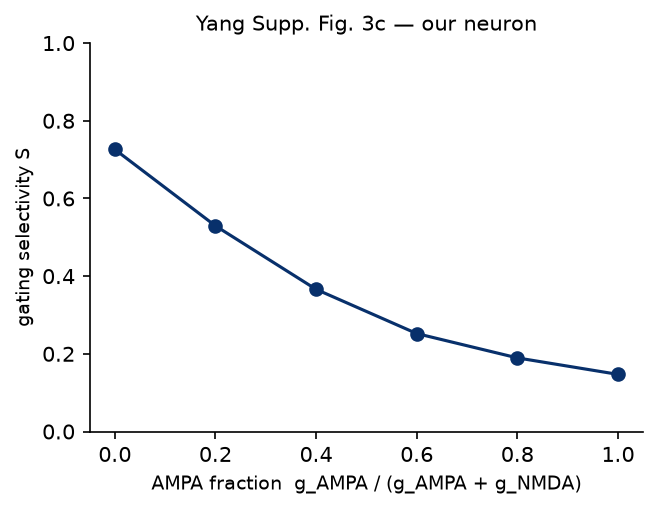 Yang Supp. Fig. 3c — our neuron
gating selectivity S
1.0
0.8
0.6
0.4
0.2
0.0
0.0 0.2 0.4 0.6 0.8 1.0
AMPA fraction  g_AMPA / (g_AMPA + g_NMDA)